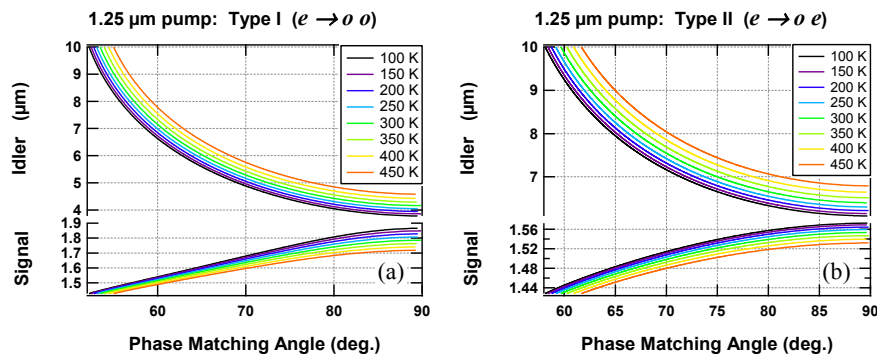 1.25 µm pump: Type I (e → o o)
10
9
8
7
6
5
4
1.9
1.8
1.7
1.6
1.5
Idler (µm)
Signal
100 K
150 K
200 K
250 K
300 K
350 K
400 K
450 K
(a)
60
70
80
90
Phase Matching Angle (deg.)
1.25 µm pump: Type II (e → o e)
10
9
8
7
1.56
1.52
1.48
1.44
Idler (µm)
Signal
100 K
150 K
200 K
250 K
300 K
350 K
400 K
450 K
(b)
60
65
70
75
80
85
90
Phase Matching Angle (deg.)